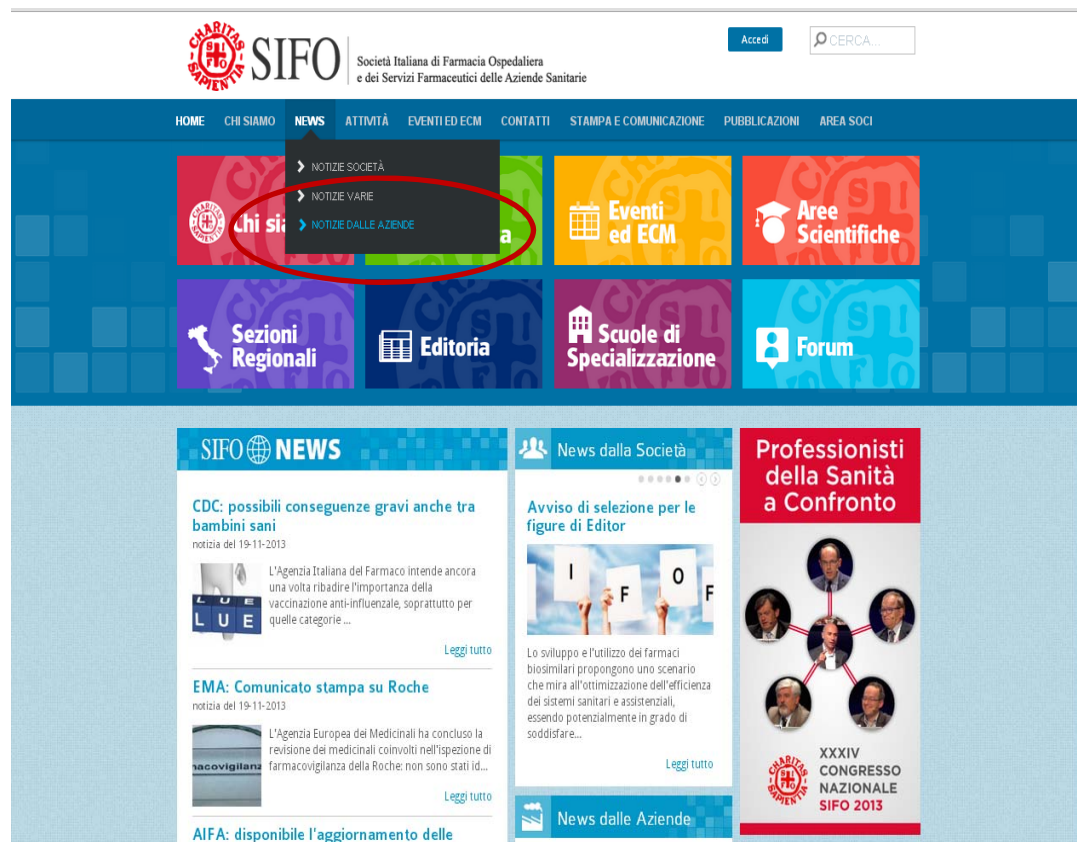 CHARITAS
SAPIENTIA
SIFO
Società Italiana di Farmacia Ospedaliera
e dei Servizi Farmaceutici delle Aziende Sanitarie
Accedi
CERCA...
HOME CHI SIAMO NEWS ATTIVITÀ EVENTI ED ECM CONTATTI STAMPA E COMUNICAZIONE PUBBLICAZIONI AREA SOCI
NOTIZIE SOCIETÀ
NOTIZIE VARIE
NOTIZIE DALLE AZIENDE
Chi sia
a
Eventi
ed ECM
Aree
Scientifiche
Sezioni
Regionali
Editoria
Scuole di
Specializzazione
Forum
SIFO NEWS
CDC: possibili conseguenze gravi anche tra
bambini sani
notizia del 19-11-2013
L'Agenzia Italiana del Farmaco intende ancora
una volta ribadire l'importanza della
vaccinazione anti-influenzale, soprattutto per
quelle categorie ...
L U E
L U E
Leggi tutto
EMA: Comunicato stampa su Roche
notizia del 19-11-2013
L'Agenzia Europea dei Medicinali ha concluso la
revisione dei medicinali coinvolti nell'ispezione di
farmacovigilanza della Roche: non sono stati id...
nacovigilanz
Leggi tutto
AIFA: disponibile l'aggiornamento delle
News dalla Società
Avviso di selezione per le
figure di Editor
I F O F
Lo sviluppo e l'utilizzo dei farmaci
biosimilari propongono uno scenario
che mira all'ottimizzazione dell'efficienza
dei sistemi sanitari e assistenziali,
essendo potenzialmente in grado di
soddisfare...
Leggi tutto
News dalle Aziende
Professionisti
della Sanità
a Confronto
CHARITAS
SAPIENTIA
XXXIV
CONGRESSO
NAZIONALE
SIFO 2013